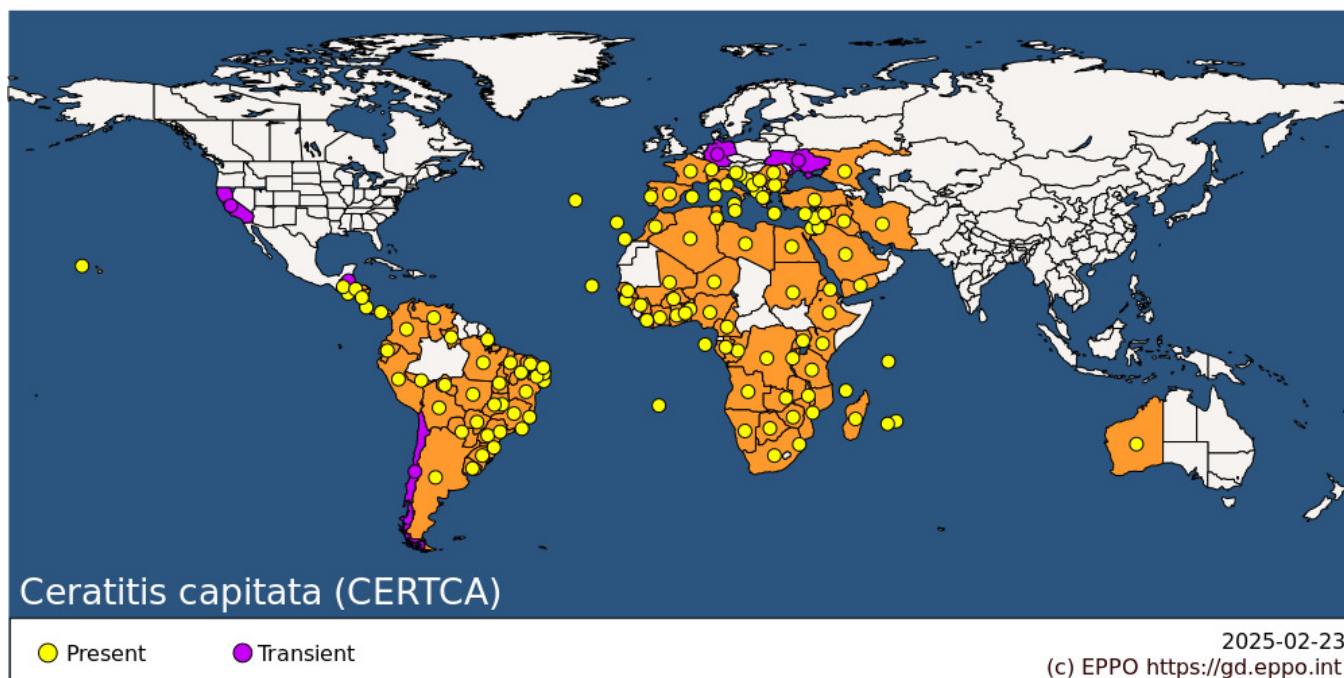 Ceratitis capitata (CERTCA)
Present
Transient
2025-02-23
(c) EPPO https://gd.eppo.int